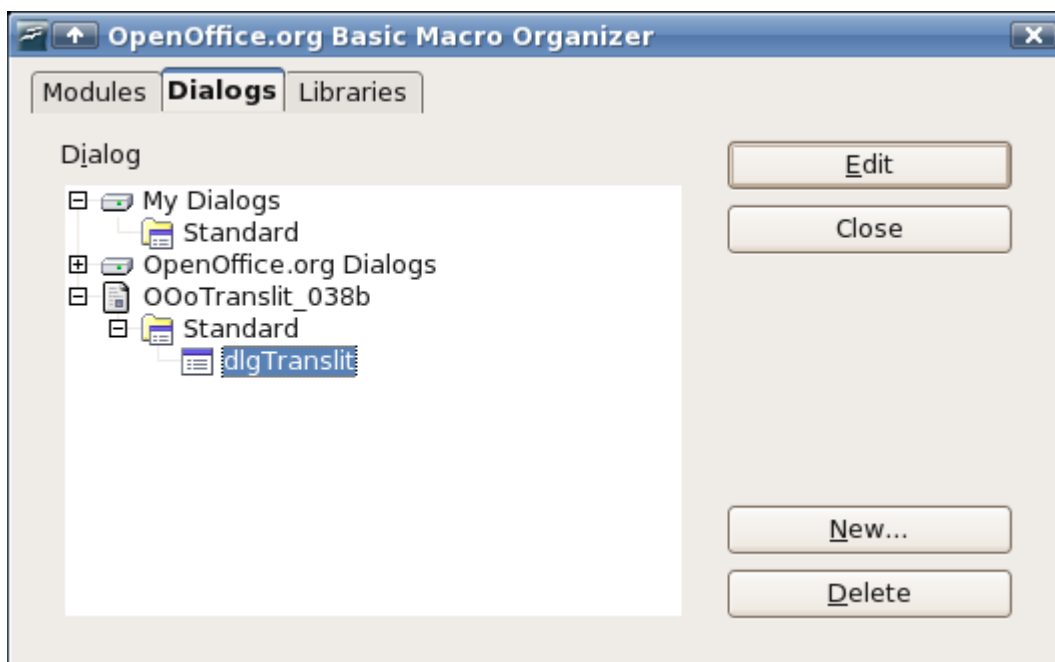 OpenOffice.org Basic Macro Organizer
Modules Dialogs Libraries
Dialog
My Dialogs
Standard
OpenOffice.org Dialogs
OOoTranslit_038b
Standard
dlgTranslit
Edit
Close
New...
Delete